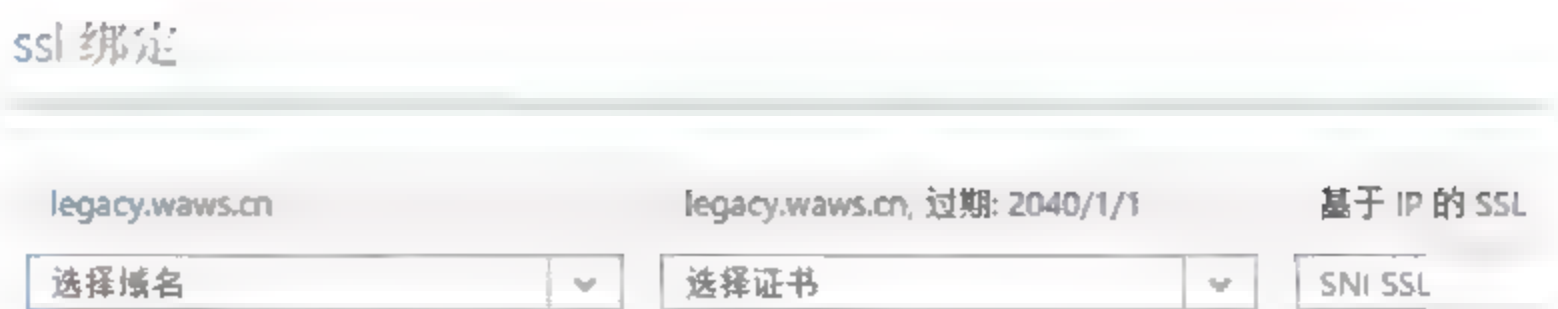 ssl 绑定
legacy.waws.cn legacy.waws.cn, 过期: 2040/1/1 基于 IP 的 SSL
选择域名 选择证书 SNI SSL